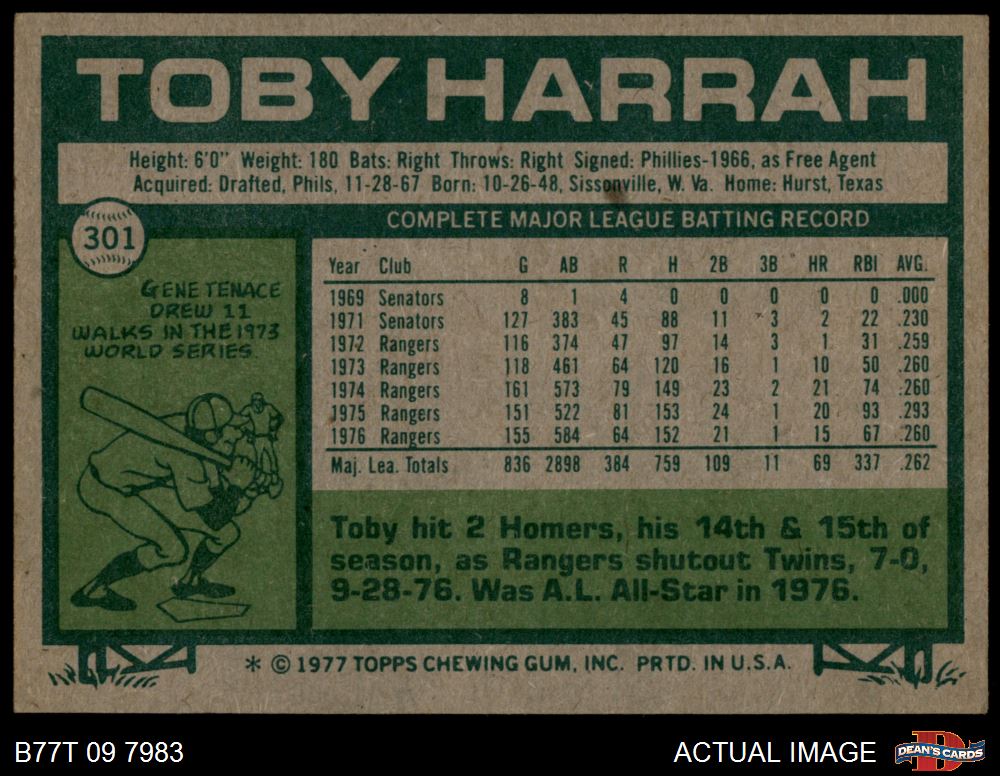 TOBY HARRAH
Height: 6'0" Weight: 180 Bats: Right Throws: Right Signed: Phillies-1966, as Free Agent
Acquired: Drafted, Phils, 11-28-67 Born: 10-26-48, Sissonville, W. Va. Home: Hurst, Texas
301
GENE TENACE
DREW 11
WALKS IN THE 1973
WORLD SERIES.
COMPLETE MAJOR LEAGUE BATTING RECORD
Year Club G AB R H 2B 3B HR RBI AVG.
1969 Senators 8 1 4 0 0 0 0 0 .000
1971 Senators 127 383 45 88 11 3 2 22 .230
1972 Rangers 116 374 47 97 14 3 1 31 .259
1973 Rangers 118 461 64 120 16 1 10 50 .260
1974 Rangers 161 573 79 149 23 2 21 74 .260
1975 Rangers 151 522 81 153 24 1 20 93 .293
1976 Rangers 155 584 64 152 21 1 15 67 .260
Maj. Lea. Totals 836 2898 384 759 109 11 69 337 .262
Toby hit 2 Homers, his 14th & 15th of
season, as Rangers shutout Twins, 7-0,
9-28-76. Was A.L. All-Star in 1976.
* © 1977 TOPPS CHEWING GUM, INC. PRTD. IN U.S.A.
B77T 09 7983
ACTUAL IMAGE
D
DEAN'S CARDS